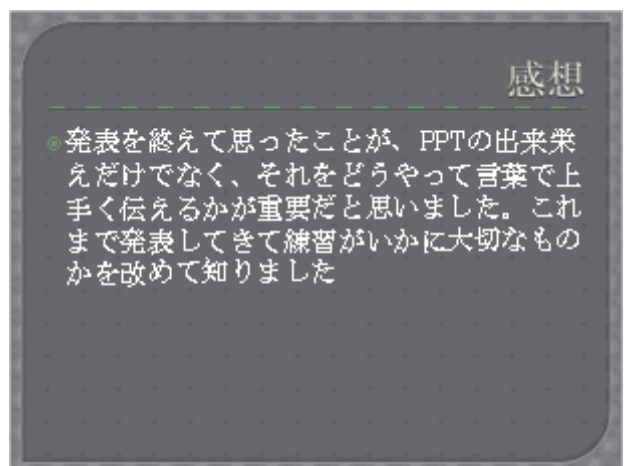 感想
発表を終えて思ったことが、PPTの出来栄
えだけでなく、それをどうやって言葉で上
手く伝えるかが重要だと思いました。これ
まで発表してきて練習がいかに大切なもの
かを改めて知りました